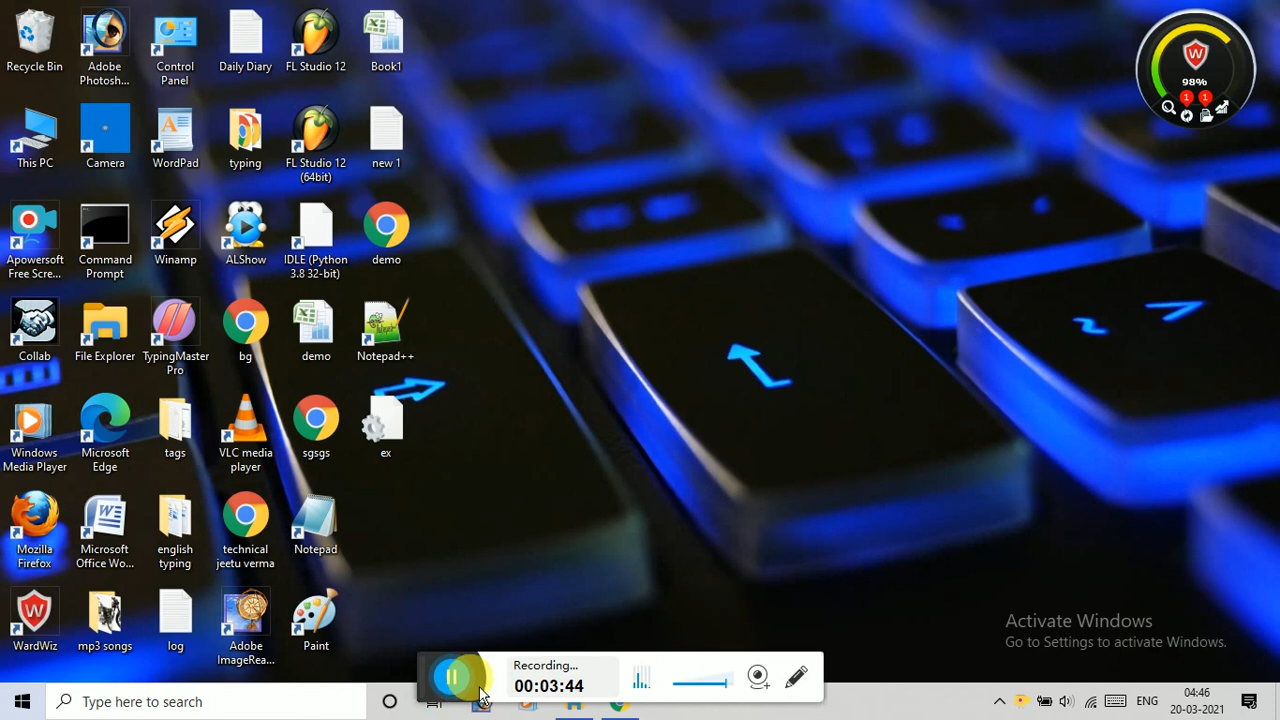 Recycle Bin
Adobe
Photosh...
Control
Panel
Daily Diary
FL Studio 12
Book1
98%
1
1
This PC
Camera
WordPad
typing
FL Studio 12
(64bit)
new 1
Apowersoft
Free Scre...
Command
Prompt
Winamp
ALShow
IDLE (Python
3.8 32-bit)
demo
Collab
File Explorer
TypingMaster
Pro
bg
demo
Notepad++
Windows
Media Player
Microsoft
Edge
tags
VLC media
player
sgsgs
ex
Mozilla
Firefox
Microsoft
Office Wo...
english
typing
technical
jeetu verma
Notepad
WardWiz
mp3 songs
log
Adobe
ImageRea...
Paint
Activate Windows
Go to Settings to activate Windows.
Recording...
00:03:44
Type here to search
ENG
04:46
20-03-2021